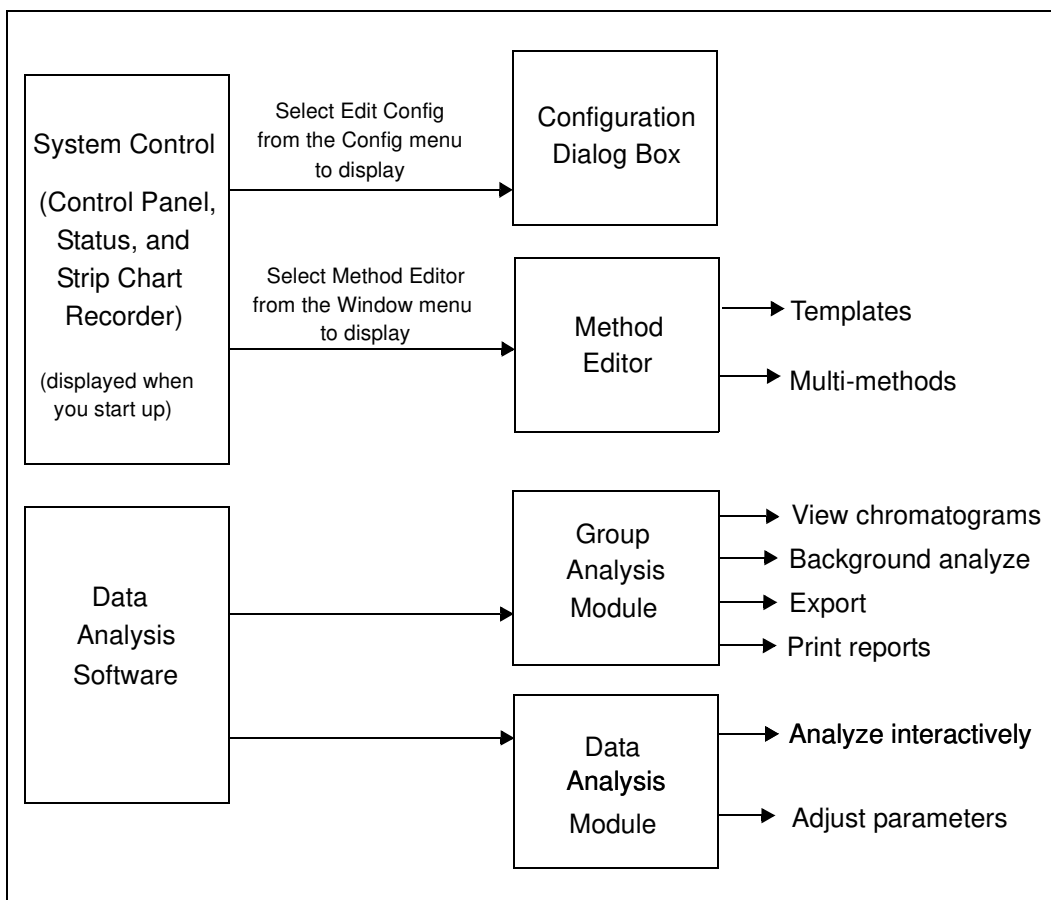 System Control
(Control Panel,
Status, and
Strip Chart
Recorder)
(displayed when
you start up)
Select Edit Config
from the Config menu
to display
Configuration
Dialog Box
Select Method Editor
from the Window menu
to display
Method
Editor
Templates
Multi-methods
Data
Analysis
Software
Group
Analysis
Module
View chromatograms
Background analyze
Export
Print reports
Data
Analysis
Module
Analyze interactively
Adjust parameters